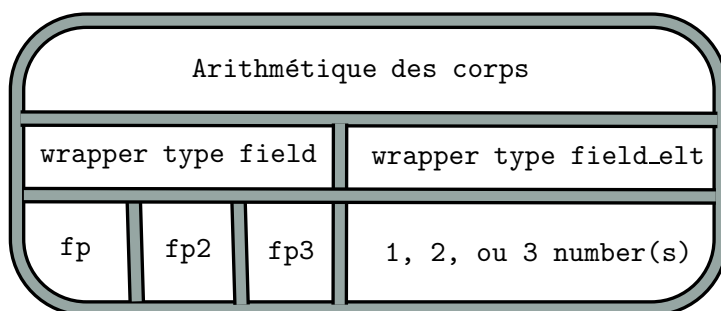 Arithmétique des corps
wrapper type field
wrapper type field_elt
fp
fp2
fp3
1, 2, ou 3 number(s)